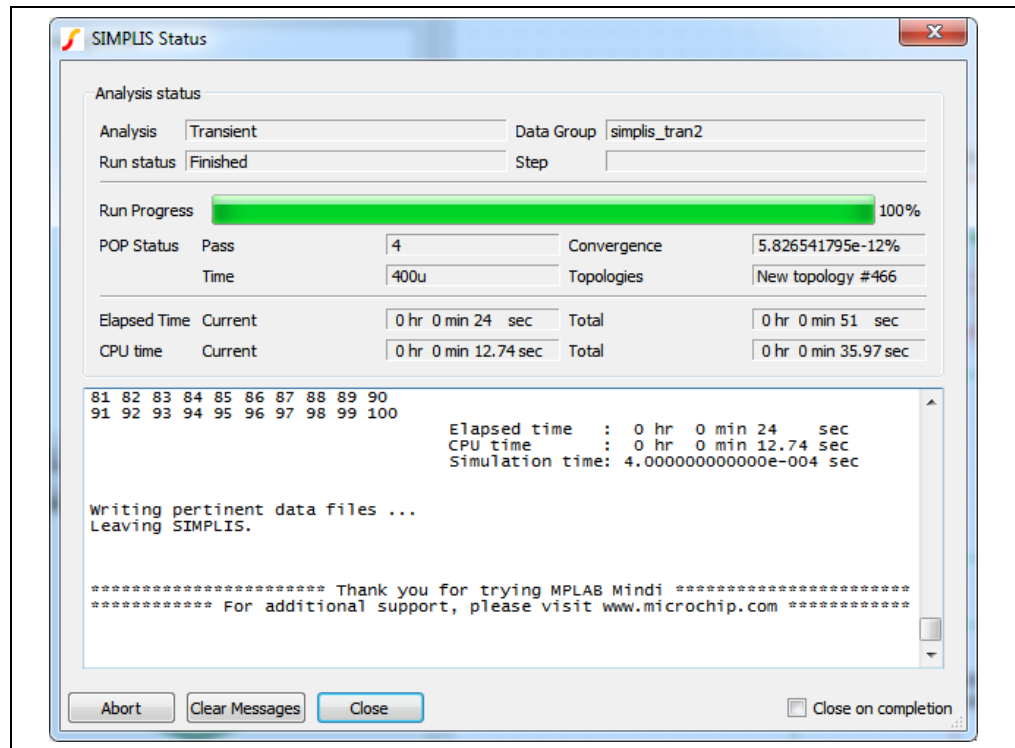 SIMPLIS Status
Analysis status
Analysis Transient Data Group simplis_tran2
Run status Finished Step
Run Progress 100%
POP Status Pass 4 Convergence 5.826541795e-12%
Time 400u Topologies New topology #466
Elapsed Time Current 0 hr 0 min 24 sec Total 0 hr 0 min 51 sec
CPU time Current 0 hr 0 min 12.74 sec Total 0 hr 0 min 35.97 sec
81 82 83 84 85 86 87 88 89 90
91 92 93 94 95 96 97 98 99 100
Elapsed time : 0 hr 0 min 24 sec
CPU time : 0 hr 0 min 12.74 sec
Simulation time: 4.000000000000e-004 sec
Writing pertinent data files ...
Leaving SIMPLIS.
*********************** Thank you for trying MPLAB Mindi ***********************
************ For additional support, please visit www.microchip.com ************
Abort Clear Messages Close Close on completion